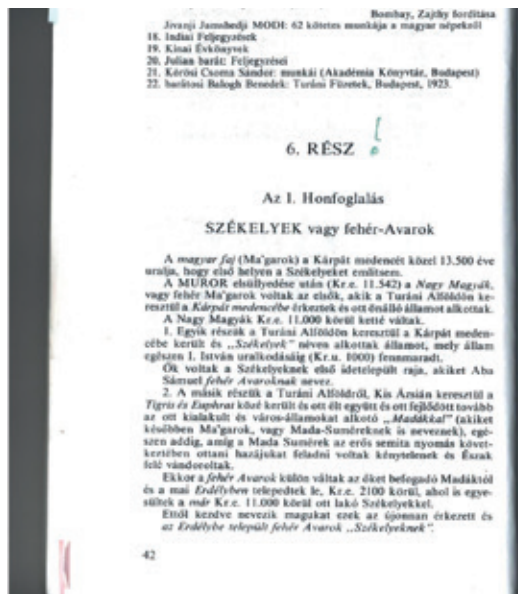 Bombay, Zajthy fordítása
Jivanji Jamshedji MODI: 62 kötetes munkája a magyar népekről
18. Indiai Feljegyzések
19. Kínai Évkönyvek
20. Julian barát: Feljegyzései
21. Kőrösi Csoma Sándor: munkái (Akadémia Könyvtár, Budapest)
22. barátosi Balogh Benedek: Turáni Füzetek, Budapest, 1923.
6. RÉSZ !
Az I. Honfoglalás
SZÉKELYEK vagy fehér-Avarok
A magyar faj (Ma'garok) a Kárpát medencét közel 13.500 éve
uralja, hogy első helyen a Székelyeket említsem.
A MUROR elsüllyedése után (Kr.e. 11.542) a Nagy Magyák,
vagy fehér Ma'garok voltak az elsők, akik a Turáni Alföldön ke-
resztül a Kárpát medencébe érkeztek és ott önálló államot alkottak.
A Nagy Magyák Kr.e. 11.000 körül ketté váltak.
1. Egyik részük a Turáni Alföldön keresztül a Kárpát meden-
cébe került és „Székelyek" néven alkottak államot, mely állam
egészen I. István uralkodásáig (Kr.u. 1000) fennmaradt.
Ők voltak a Székelyeknek első idetelepült raja, akiket Aba
Sámuel fehér Avaroknak nevez.
2. A másik részük a Turáni Alföldről, Kis Ázsián keresztül a
Tigris és Euphrat közé került és ott élt együtt és ott fejlődött tovább
az ott kialakult és város-államokat alkotó „Madákkal" (akiket
későbben Ma'garok, vagy Mada-Suméreknek is neveznek), egé-
szen addig, amíg a Mada Sumérek az erős semita nyomás követ-
keztében ottani hazájukat feladni voltak kénytelenek és Észak
felé vándoroltak.
Ekkor a fehér Avarok külön váltak az őket befogadó Madáktól
és a mai Erdélyben telepedtek le, Kr.e. 2100 körül, ahol is egye-
sültek a már Kr.e. 11.000 körül ott lakó Székelyekkel.
Ettől kezdve nevezik magukat ezek az újonnan érkezett és
az Erdélybe települt fehér Avarok „Székelyeknek".
42